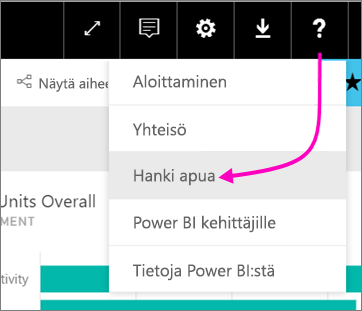 ?
Näytä aihee
Aloittaminen
Yhteisö
Hanki apua
Units Overall
MENT
Power BI kehittäjille
tivity
Tietoja Power BI:stä